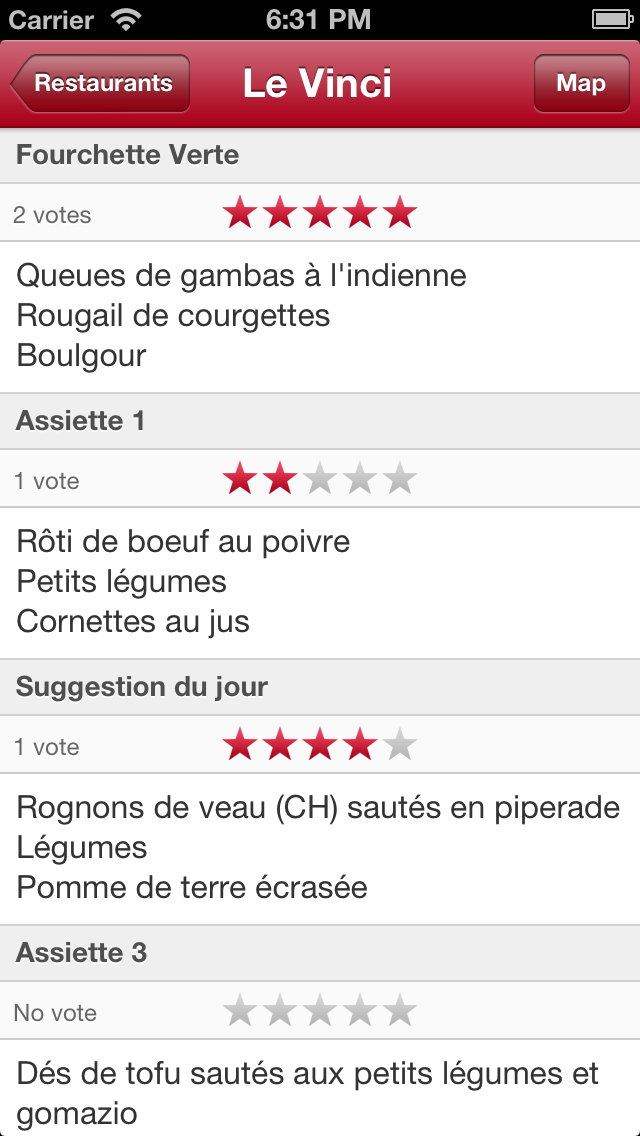 Carrier 6:31 PM
Restaurants Le Vinci Map
Fourchette Verte
2 votes
Queues de gambas à l'indienne
Rougail de courgettes
Boulgour
Assiette 1
1 vote
Rôti de boeuf au poivre
Petits légumes
Cornettes au jus
Suggestion du jour
1 vote
Rognons de veau (CH) sautés en piperade
Légumes
Pomme de terre écrasée
Assiette 3
No vote
Dés de tofu sautés aux petits légumes et
gomazio